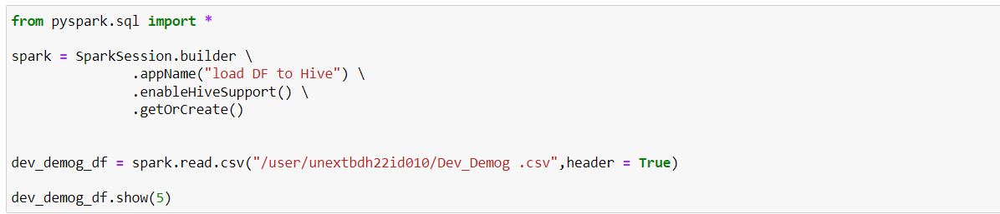 from pyspark.sql import *
spark = SparkSession.builder \
.appName("load DF to Hive") \
.enableHiveSupport() \
.getOrCreate()
dev_demog_df = spark.read.csv("/user/unextbdh22id010/Dev_Demog .csv",header = True)
dev_demog_df.show(5)